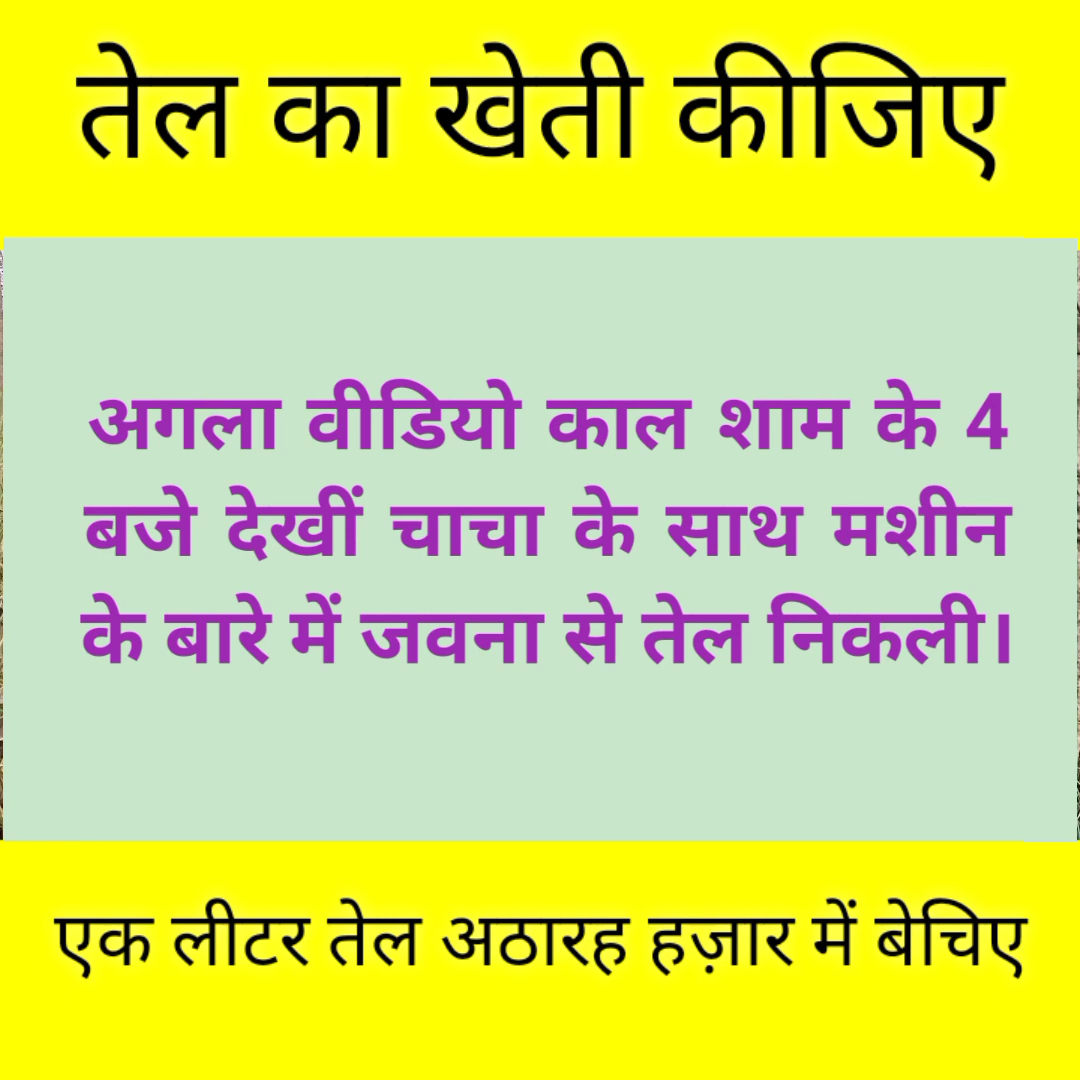 तेल का खेती कीजिए
अगला वीडियो काल शाम के 4
बजे देखीं चाचा के साथ मशीन
के बारे में जवना से तेल निकली।
एक लीटर तेल अठारह हज़ार में बेचिए